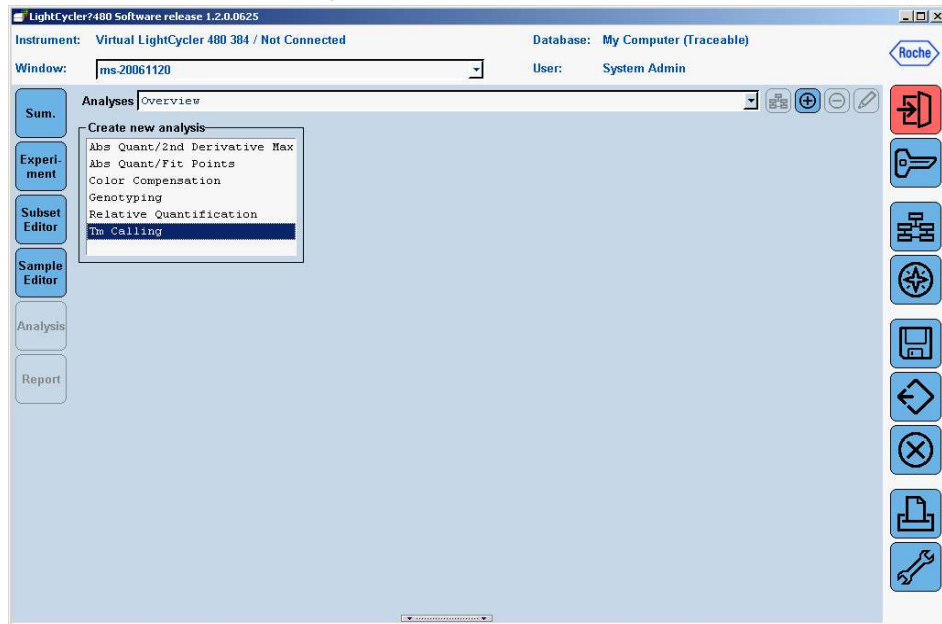 LightCycler?480 Software release 1.2.0.0625
Instrument: Virtual LightCycler 480 384 / Not Connected
Database: My Computer (Traceable)
Window: ms-20061120
User: System Admin
Roche
Sum.
Experi-
ment
Subset
Editor
Sample
Editor
Analysis
Report
Analyses Overview
Create new analysis
Abs Quant/2nd Derivative Max
Abs Quant/Fit Points
Color Compensation
Genotyping
Relative Quantification
Tm Calling